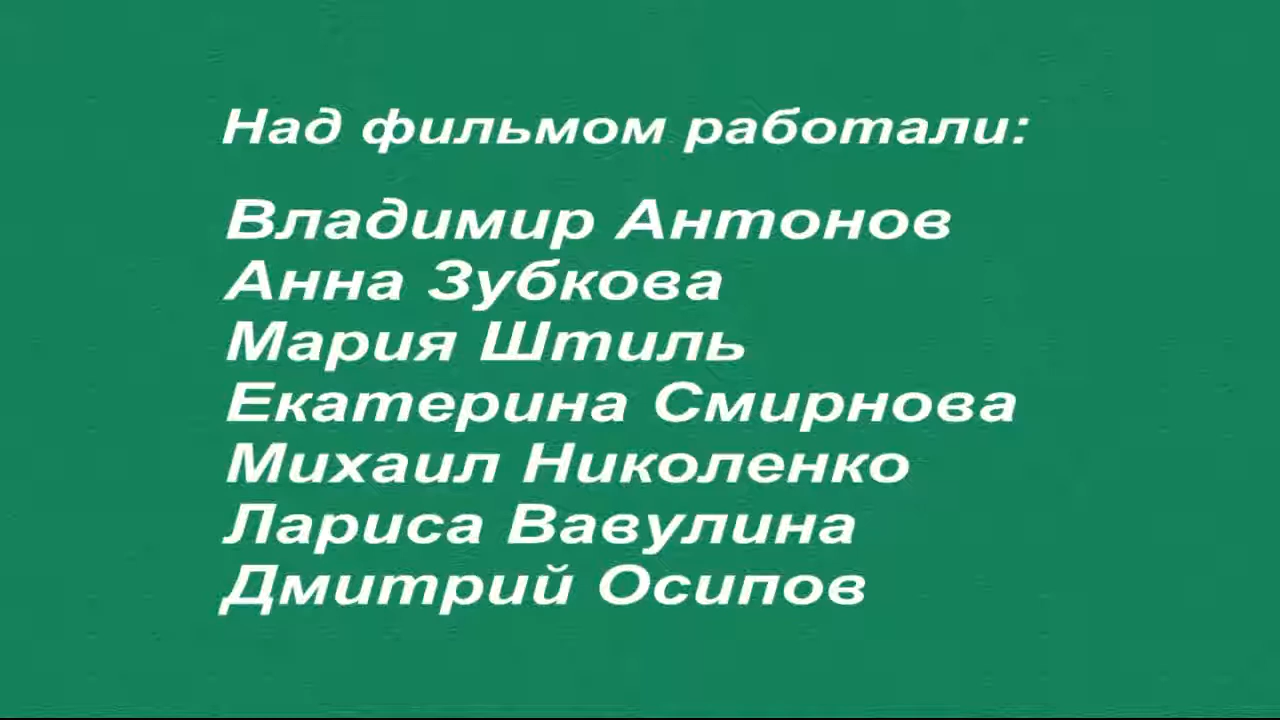 Над фильмом работали:
Владимир Антонов
Анна Зубкова
Мария Штиль
Екатерина Смирнова
Михаил Николенко
Лариса Вавулина
Дмитрий Осипов